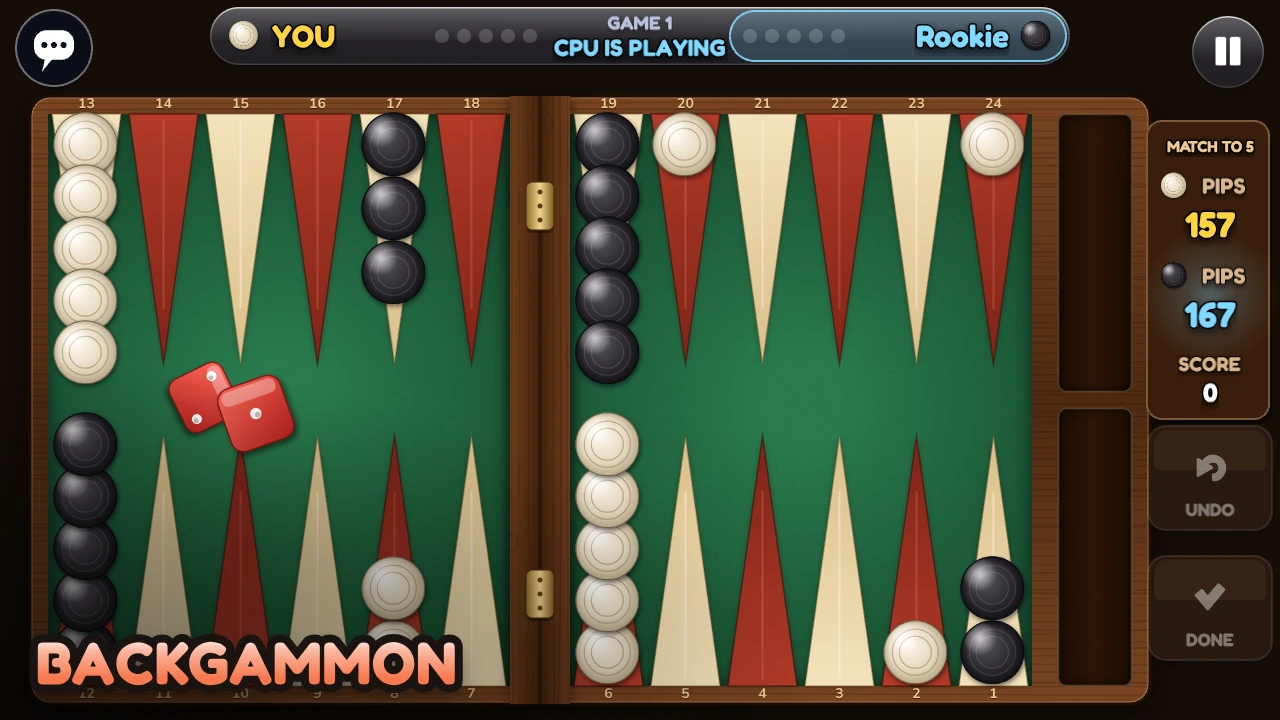 YOU
GAME 1
CPU IS PLAYING
Rookie
13 14 15 16 17 18 19 20 21 22 23 24
MATCH TO 5
PIPS
157
PIPS
167
SCORE
0
UNDO
DONE
BACKGAMMON
12 11 10 9 8 7 6 5 4 3 2 1